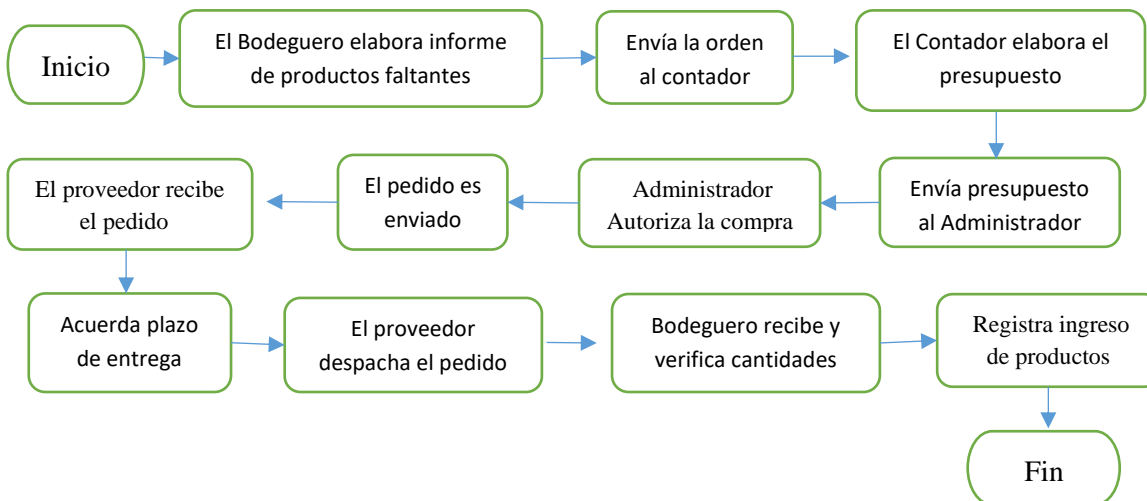 Inicio
El Bodeguero elabora informe
de productos faltantes
Envía la orden
al contador
El Contador elabora el
presupuesto
Envía presupuesto
al Administrador
Administrador
Autoriza la compra
El pedido es
enviado
El proveedor recibe
el pedido
Acuerda plazo
de entrega
El proveedor
despacha el pedido
Bodeguero recibe y
verifica cantidades
Registra ingreso
de productos
Fin